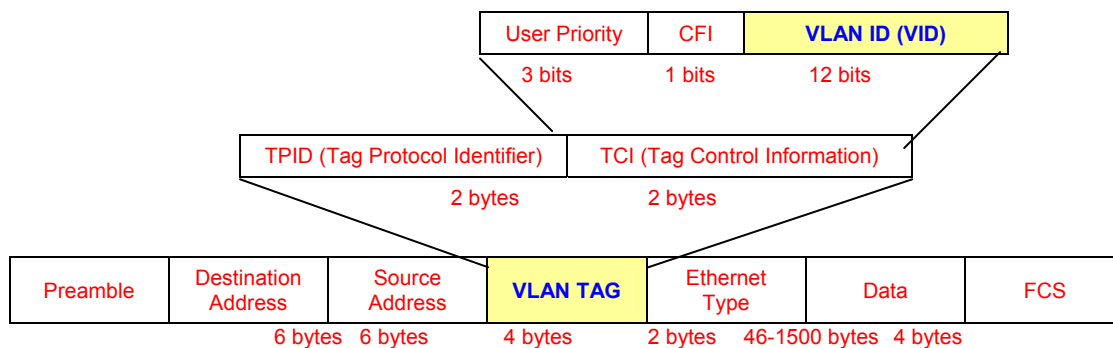 User Priority CFI VLAN ID (VID)
3 bits 1 bits 12 bits
TPID (Tag Protocol Identifier) TCI (Tag Control Information)
2 bytes 2 bytes
Preamble
Destination
Address
Source
Address
VLAN TAG
Ethernet
Type
Data
FCS
6 bytes 6 bytes 4 bytes 2 bytes 46-1500 bytes 4 bytes